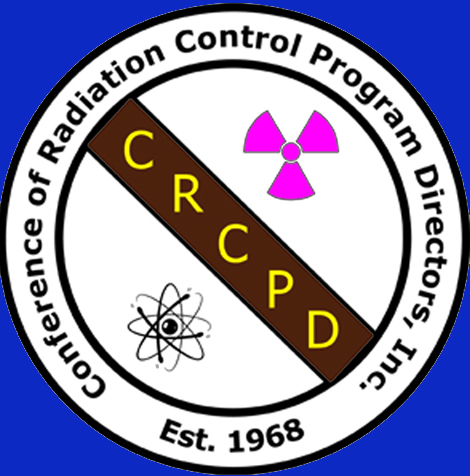 Conference of Radiation Control Program Directors, Inc.
CRCPD
Est. 1968